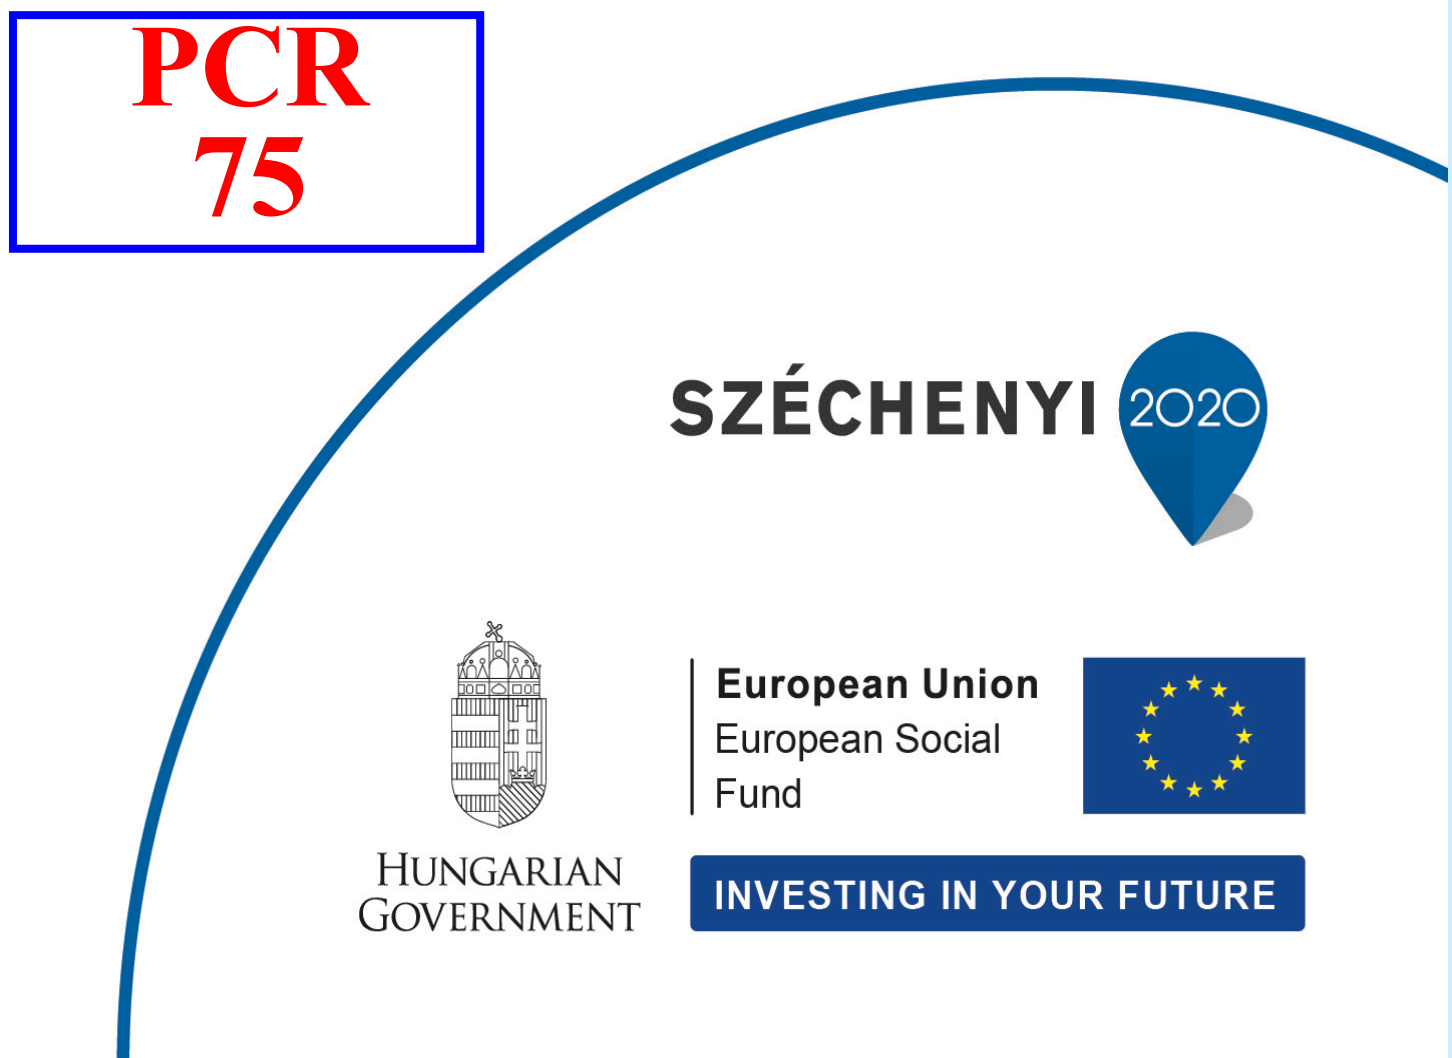 PCR
75
SZÉCHENYI 2020
HUNGARIAN
GOVERNMENT
European Union
European Social
Fund
INVESTING IN YOUR FUTURE